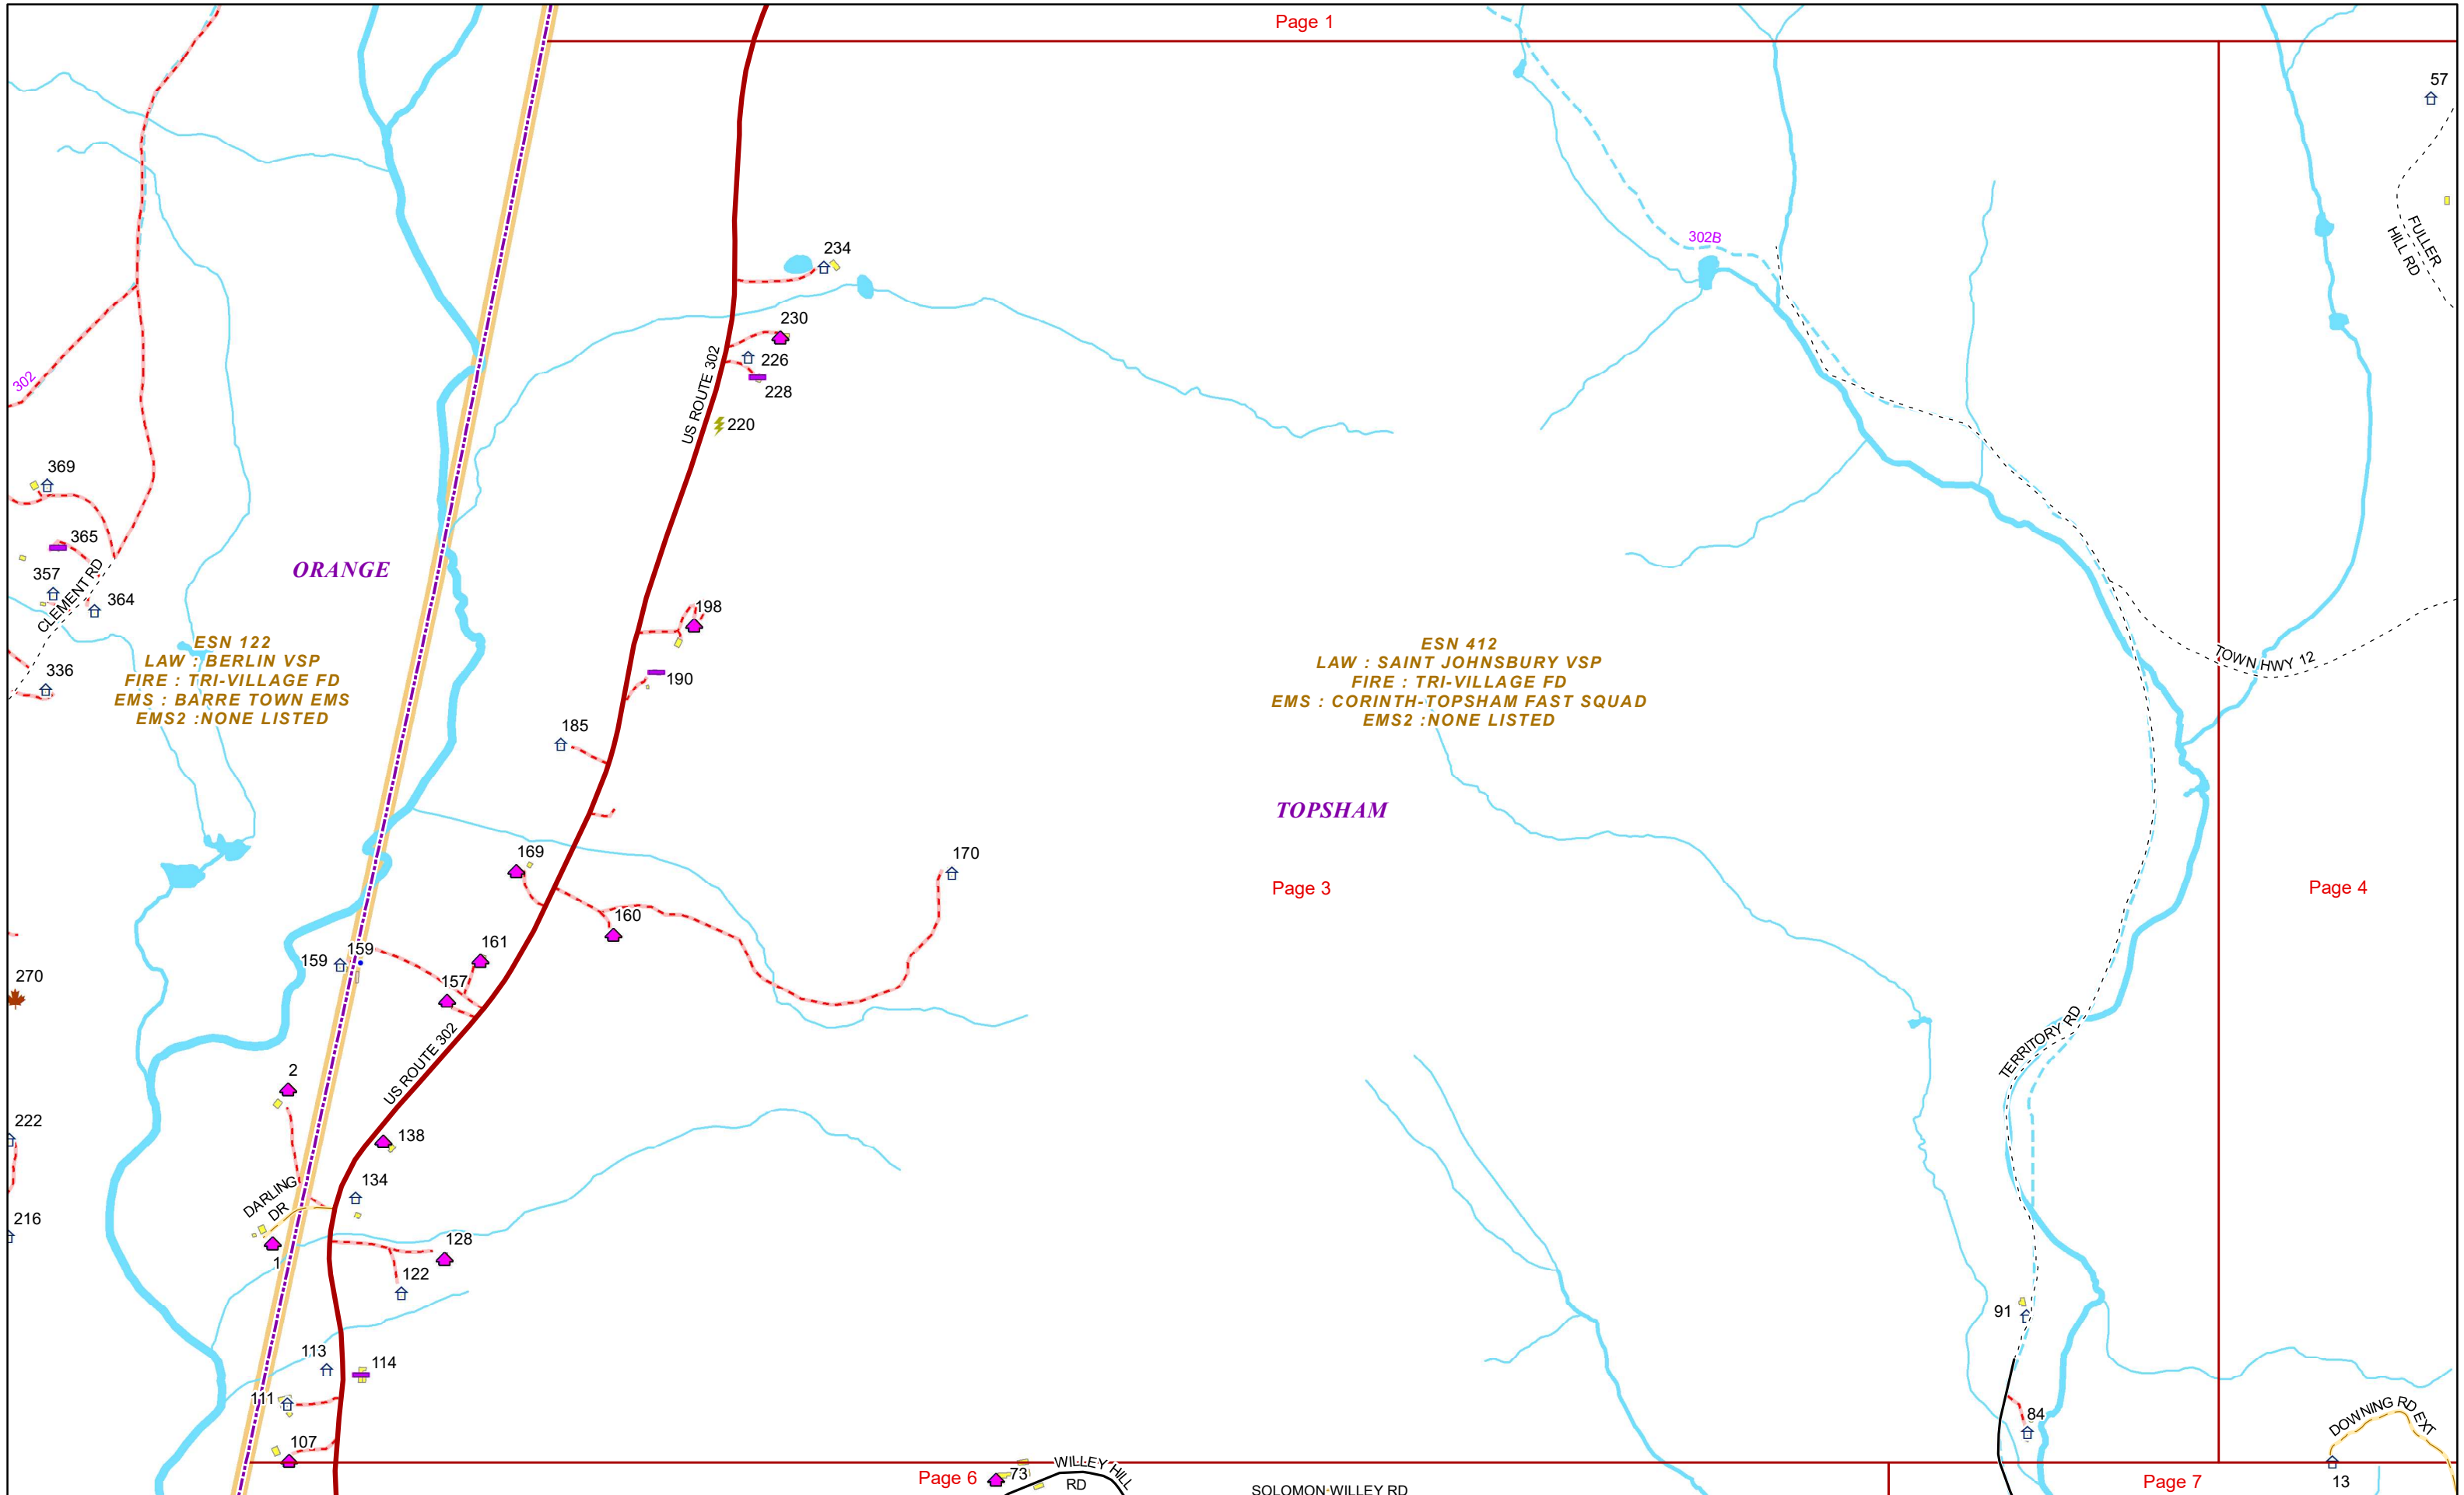 Page 1
57
FULLER
HILL RD
302B
234
230
226
228
US ROUTE 302
220
302
369
365
357
364
CLEMENT RD
336
ORANGE
ESN 122
LAW : BERLIN VSP
FIRE : TRI-VILLAGE FD
EMS : BARRE TOWN EMS
EMS2 :NONE LISTED
198
190
185
ESN 412
LAW : SAINT JOHNSBURY VSP
FIRE : TRI-VILLAGE FD
EMS : CORINTH-TOPSHAM FAST SQUAD
EMS2 :NONE LISTED
TOWN HWY 12
TOPSHAM
169
170
Page 3
Page 4
160
161
159
159
157
270
US ROUTE 302
TERRITORY RD
2
222
138
134
DARLING
DR
216
128
1
122
91
113
114
111
107
84
DOWNING RD EXT
Page 6
73
WILLEY HILL
RD
SOLOMON-WILLEY RD
Page 7
13